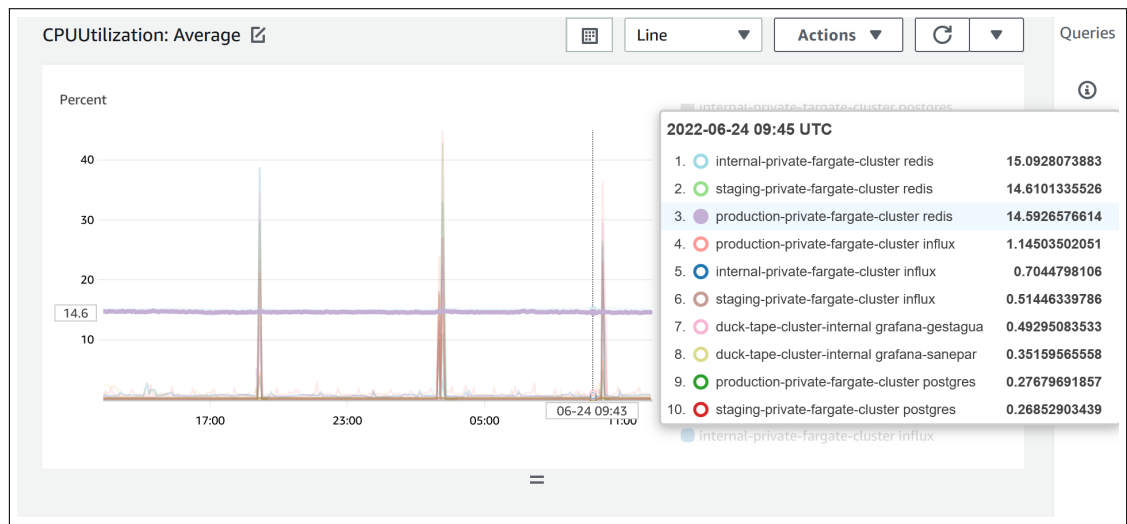 CPUUtilization: Average
Line
Actions
Queries
Percent
internal-private-fargate-cluster postgres
40
30
20
14.6
10
17:00
23:00
05:00
11:00
06-24 09:43
2022-06-24 09:45 UTC
1. internal-private-fargate-cluster redis 15.0928073883
2. staging-private-fargate-cluster redis 14.6101335526
3. production-private-fargate-cluster redis 14.5926576614
4. production-private-fargate-cluster influx 1.14503502051
5. internal-private-fargate-cluster influx 0.7044798106
6. staging-private-fargate-cluster influx 0.51446339786
7. duck-tape-cluster-internal grafana-gestagua 0.49295083533
8. duck-tape-cluster-internal grafana-sanepar 0.35159565558
9. production-private-fargate-cluster postgres 0.27679691857
10. staging-private-fargate-cluster postgres 0.26852903439
internal-private-fargate-cluster influx